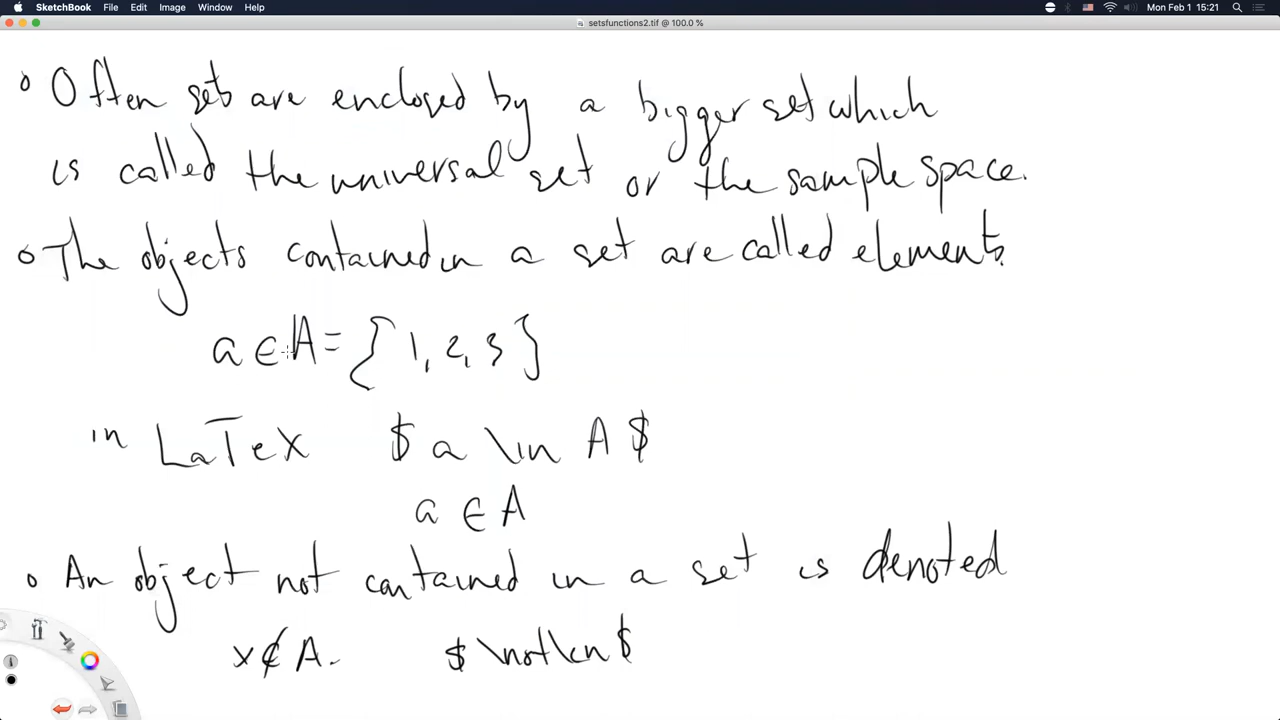 SketchBook File Edit Image Window Help Mon Feb 1 15:21
setsfunctions2.tif @ 100.0 %
Often sets are enclosed by a bigger set which
is called the universal set or the sample space.
The objects contained in a set are called elements.
a ∈ A = { 1, 2, 3 }
in LaTeX $ a \in A $
a ∈ A
An object not contained in a set is denoted
x ∉ A. $ \not\in $